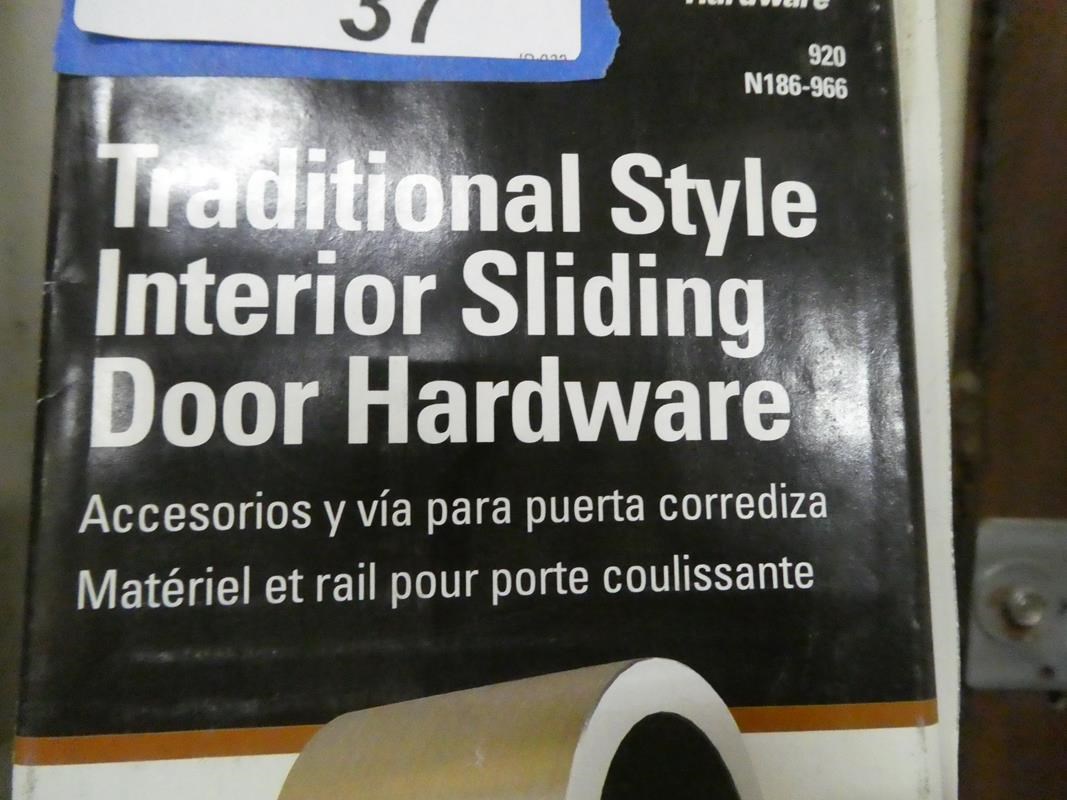 37
Hardware
920
N186-966
Traditional Style
Interior Sliding
Door Hardware
Accesorios y vía para puerta corrediza
Matériel et rail pour porte coulissante